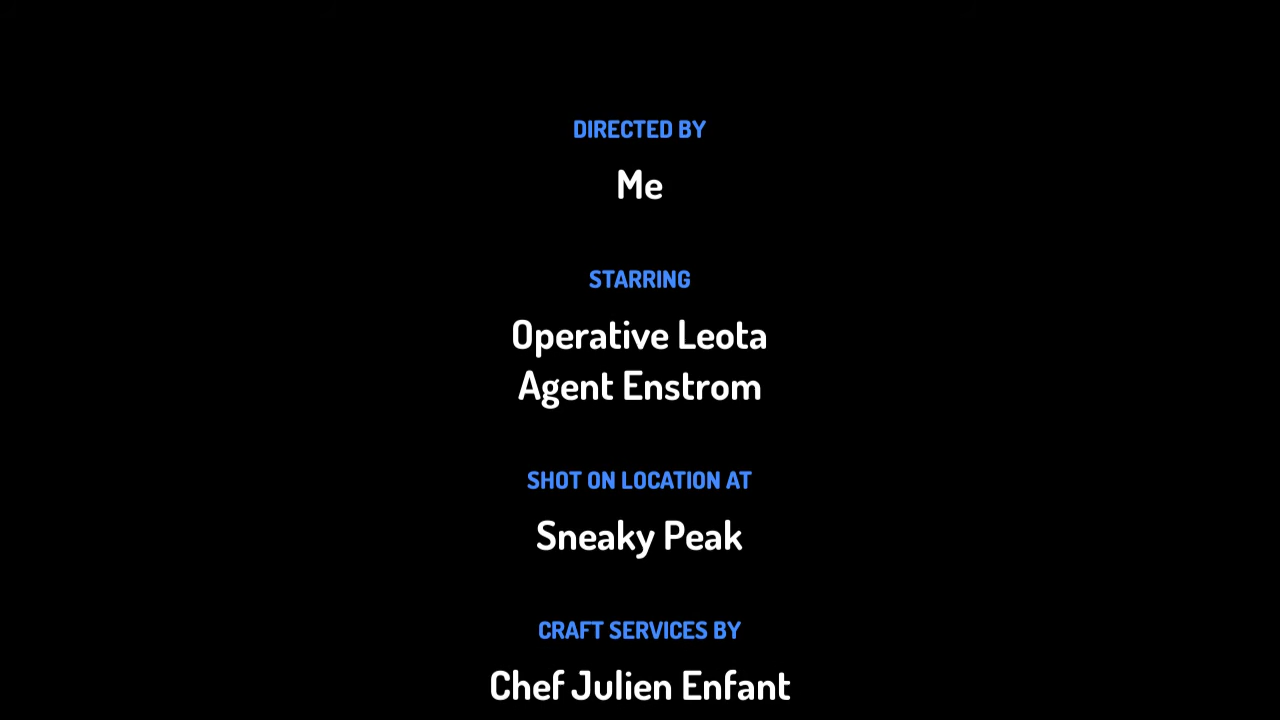 DIRECTED BY
Me
STARRING
Operative Leota
Agent Enstrom
SHOT ON LOCATION AT
Sneaky Peak
CRAFT SERVICES BY
Chef Julien Enfant